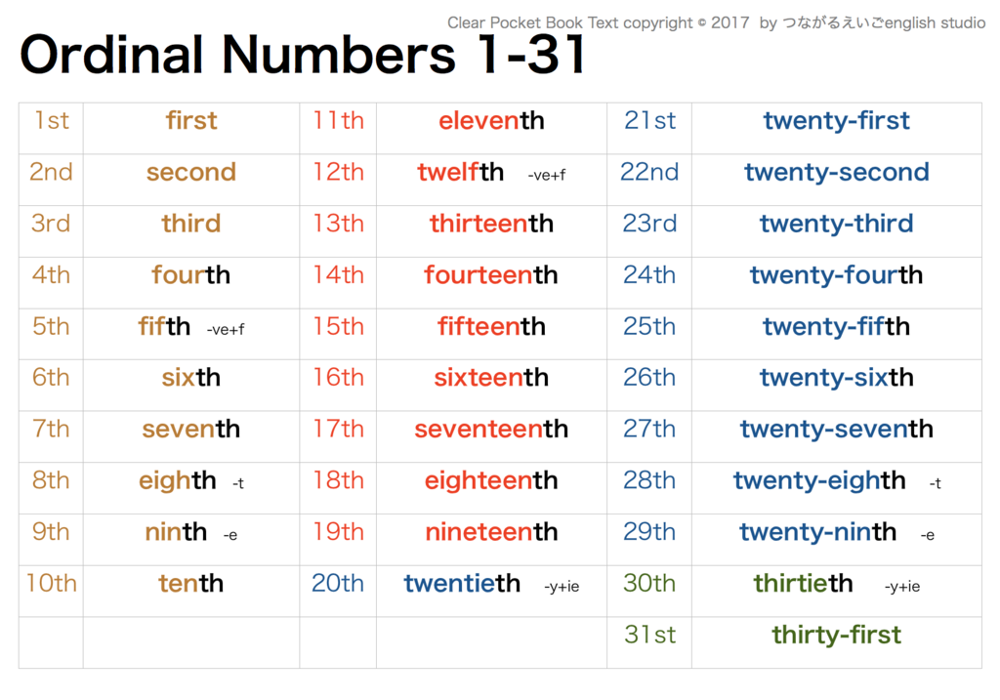 Clear Pocket Book Text copyright © 2017 by つながるえいごenglish studio
Ordinal Numbers 1-31
1st first 11th eleventh 21st twenty-first
2nd second 12th twelfth -ve+f 22nd twenty-second
3rd third 13th thirteenth 23rd twenty-third
4th fourth 14th fourteenth 24th twenty-fourth
5th fifth -ve+f 15th fifteenth 25th twenty-fifth
6th sixth 16th sixteenth 26th twenty-sixth
7th seventh 17th seventeenth 27th twenty-seventh
8th eighth -t 18th eighteenth 28th twenty-eighth -t
9th ninth -e 19th nineteenth 29th twenty-ninth -e
10th tenth 20th twentieth -y+ie 30th thirtieth -y+ie
31st thirty-first